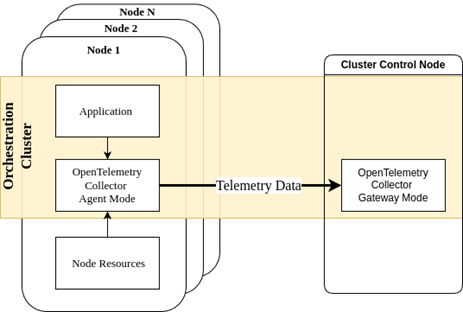 Node N
Node 2
Node 1
Cluster Control Node
Orchestration
Cluster
Application
OpenTelemetry
Collector
Agent Mode
Telemetry Data
OpenTelemetry
Collector
Gateway Mode
Node Resources